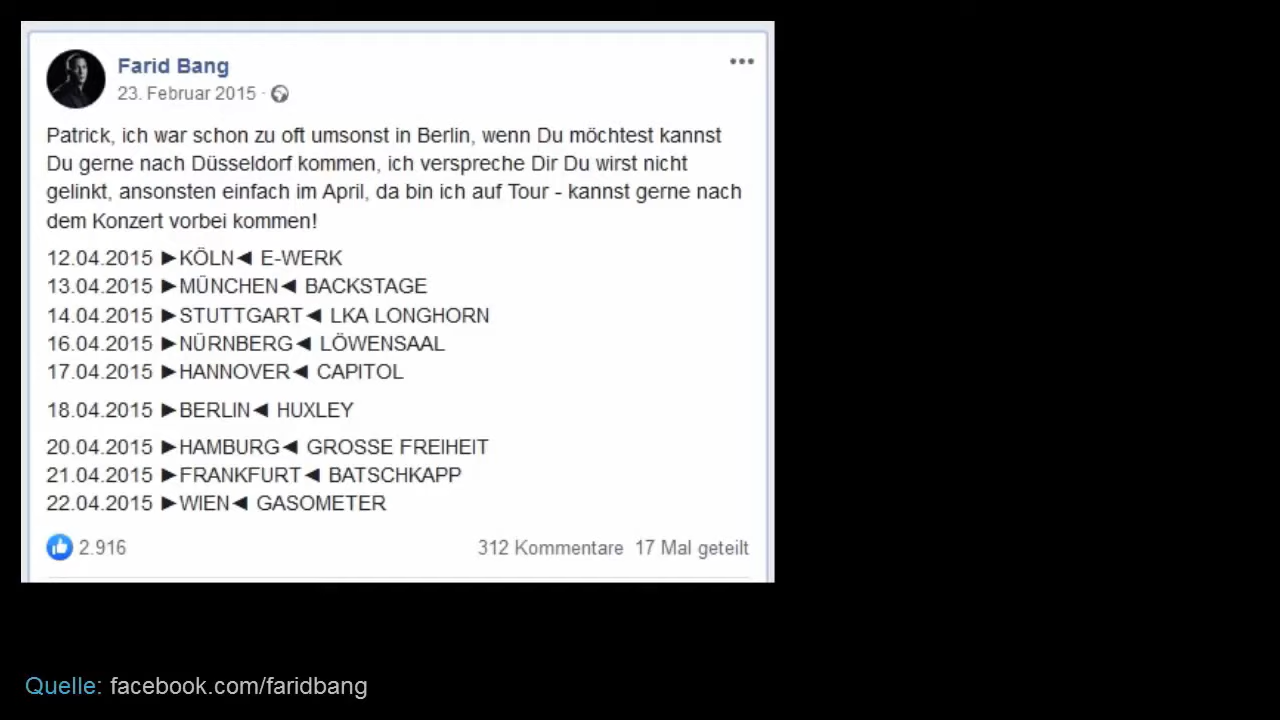 Farid Bang
23. Februar 2015 ·
Patrick, ich war schon zu oft umsonst in Berlin, wenn Du möchtest kannst
Du gerne nach Düsseldorf kommen, ich verspreche Dir Du wirst nicht
gelinkt, ansonsten einfach im April, da bin ich auf Tour - kannst gerne nach
dem Konzert vorbei kommen!
12.04.2015 ►KÖLN◄ E-WERK
13.04.2015 ►MÜNCHEN◄ BACKSTAGE
14.04.2015 ►STUTTGART◄ LKA LONGHORN
16.04.2015 ►NÜRNBERG◄ LÖWENSAAL
17.04.2015 ►HANNOVER◄ CAPITOL
18.04.2015 ►BERLIN◄ HUXLEY
20.04.2015 ►HAMBURG◄ GROSSE FREIHEIT
21.04.2015 ►FRANKFURT◄ BATSCHKAPP
22.04.2015 ►WIEN◄ GASOMETER
2.916 312 Kommentare 17 Mal geteilt
Quelle: facebook.com/faridbang